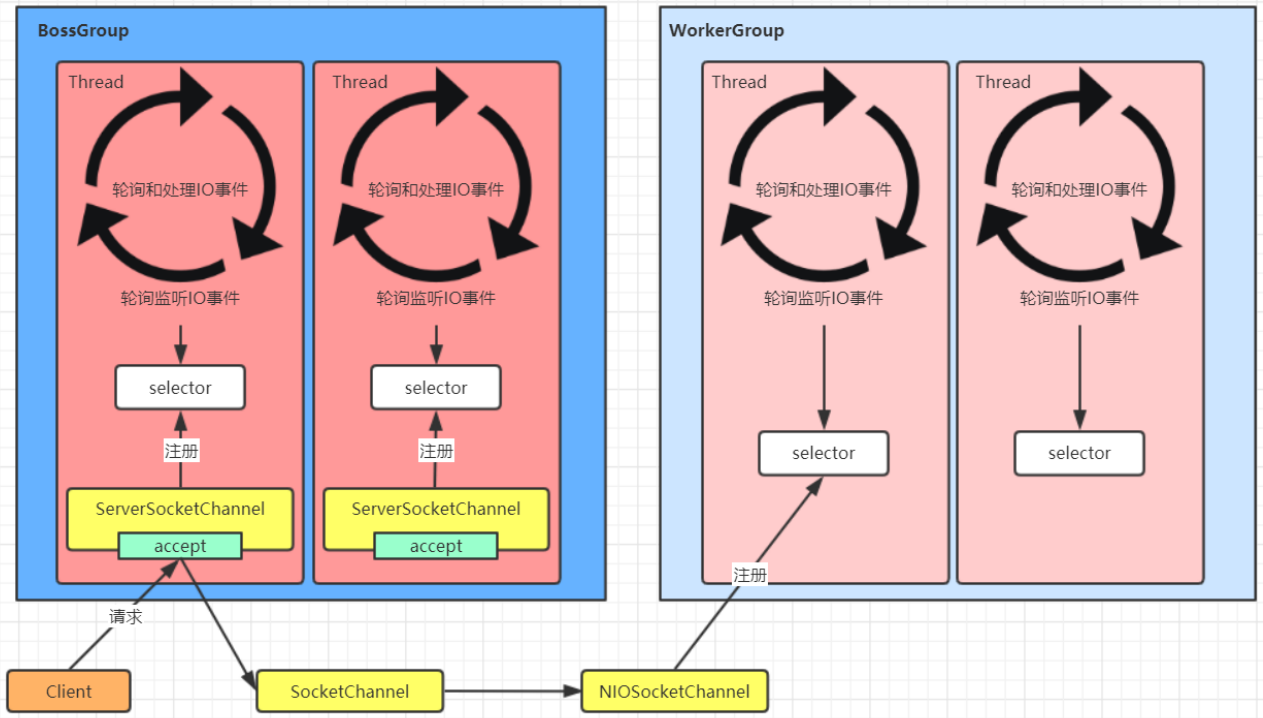 BossGroup
Thread
轮询和处理IO事件
轮询监听IO事件
selector
注册
ServerSocketChannel
accept
Thread
轮询和处理IO事件
轮询监听IO事件
selector
注册
ServerSocketChannel
accept
WorkerGroup
Thread
轮询和处理IO事件
轮询监听IO事件
selector
注册
Thread
轮询和处理IO事件
轮询监听IO事件
selector
请求
Client
SocketChannel
NIOSocketChannel